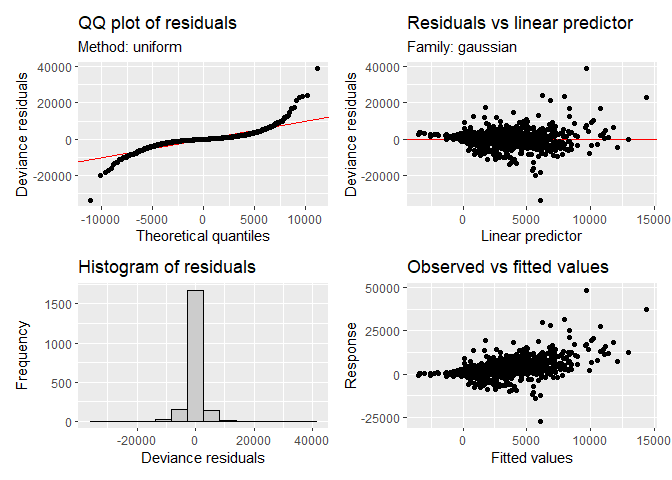 QQ plot of residuals
Method: uniform
Deviance residuals
40000
20000
0
-20000
-10000 -5000 0 5000 10000
Theoretical quantiles
Residuals vs linear predictor
Family: gaussian
Deviance residuals
40000
20000
0
-20000
0 5000 10000 15000
Linear predictor
Histogram of residuals
Frequency
1500
1000
500
0
-20000 0 20000 40000
Deviance residuals
Observed vs fitted values
Response
50000
25000
0
-25000
0 5000 10000 15000
Fitted values